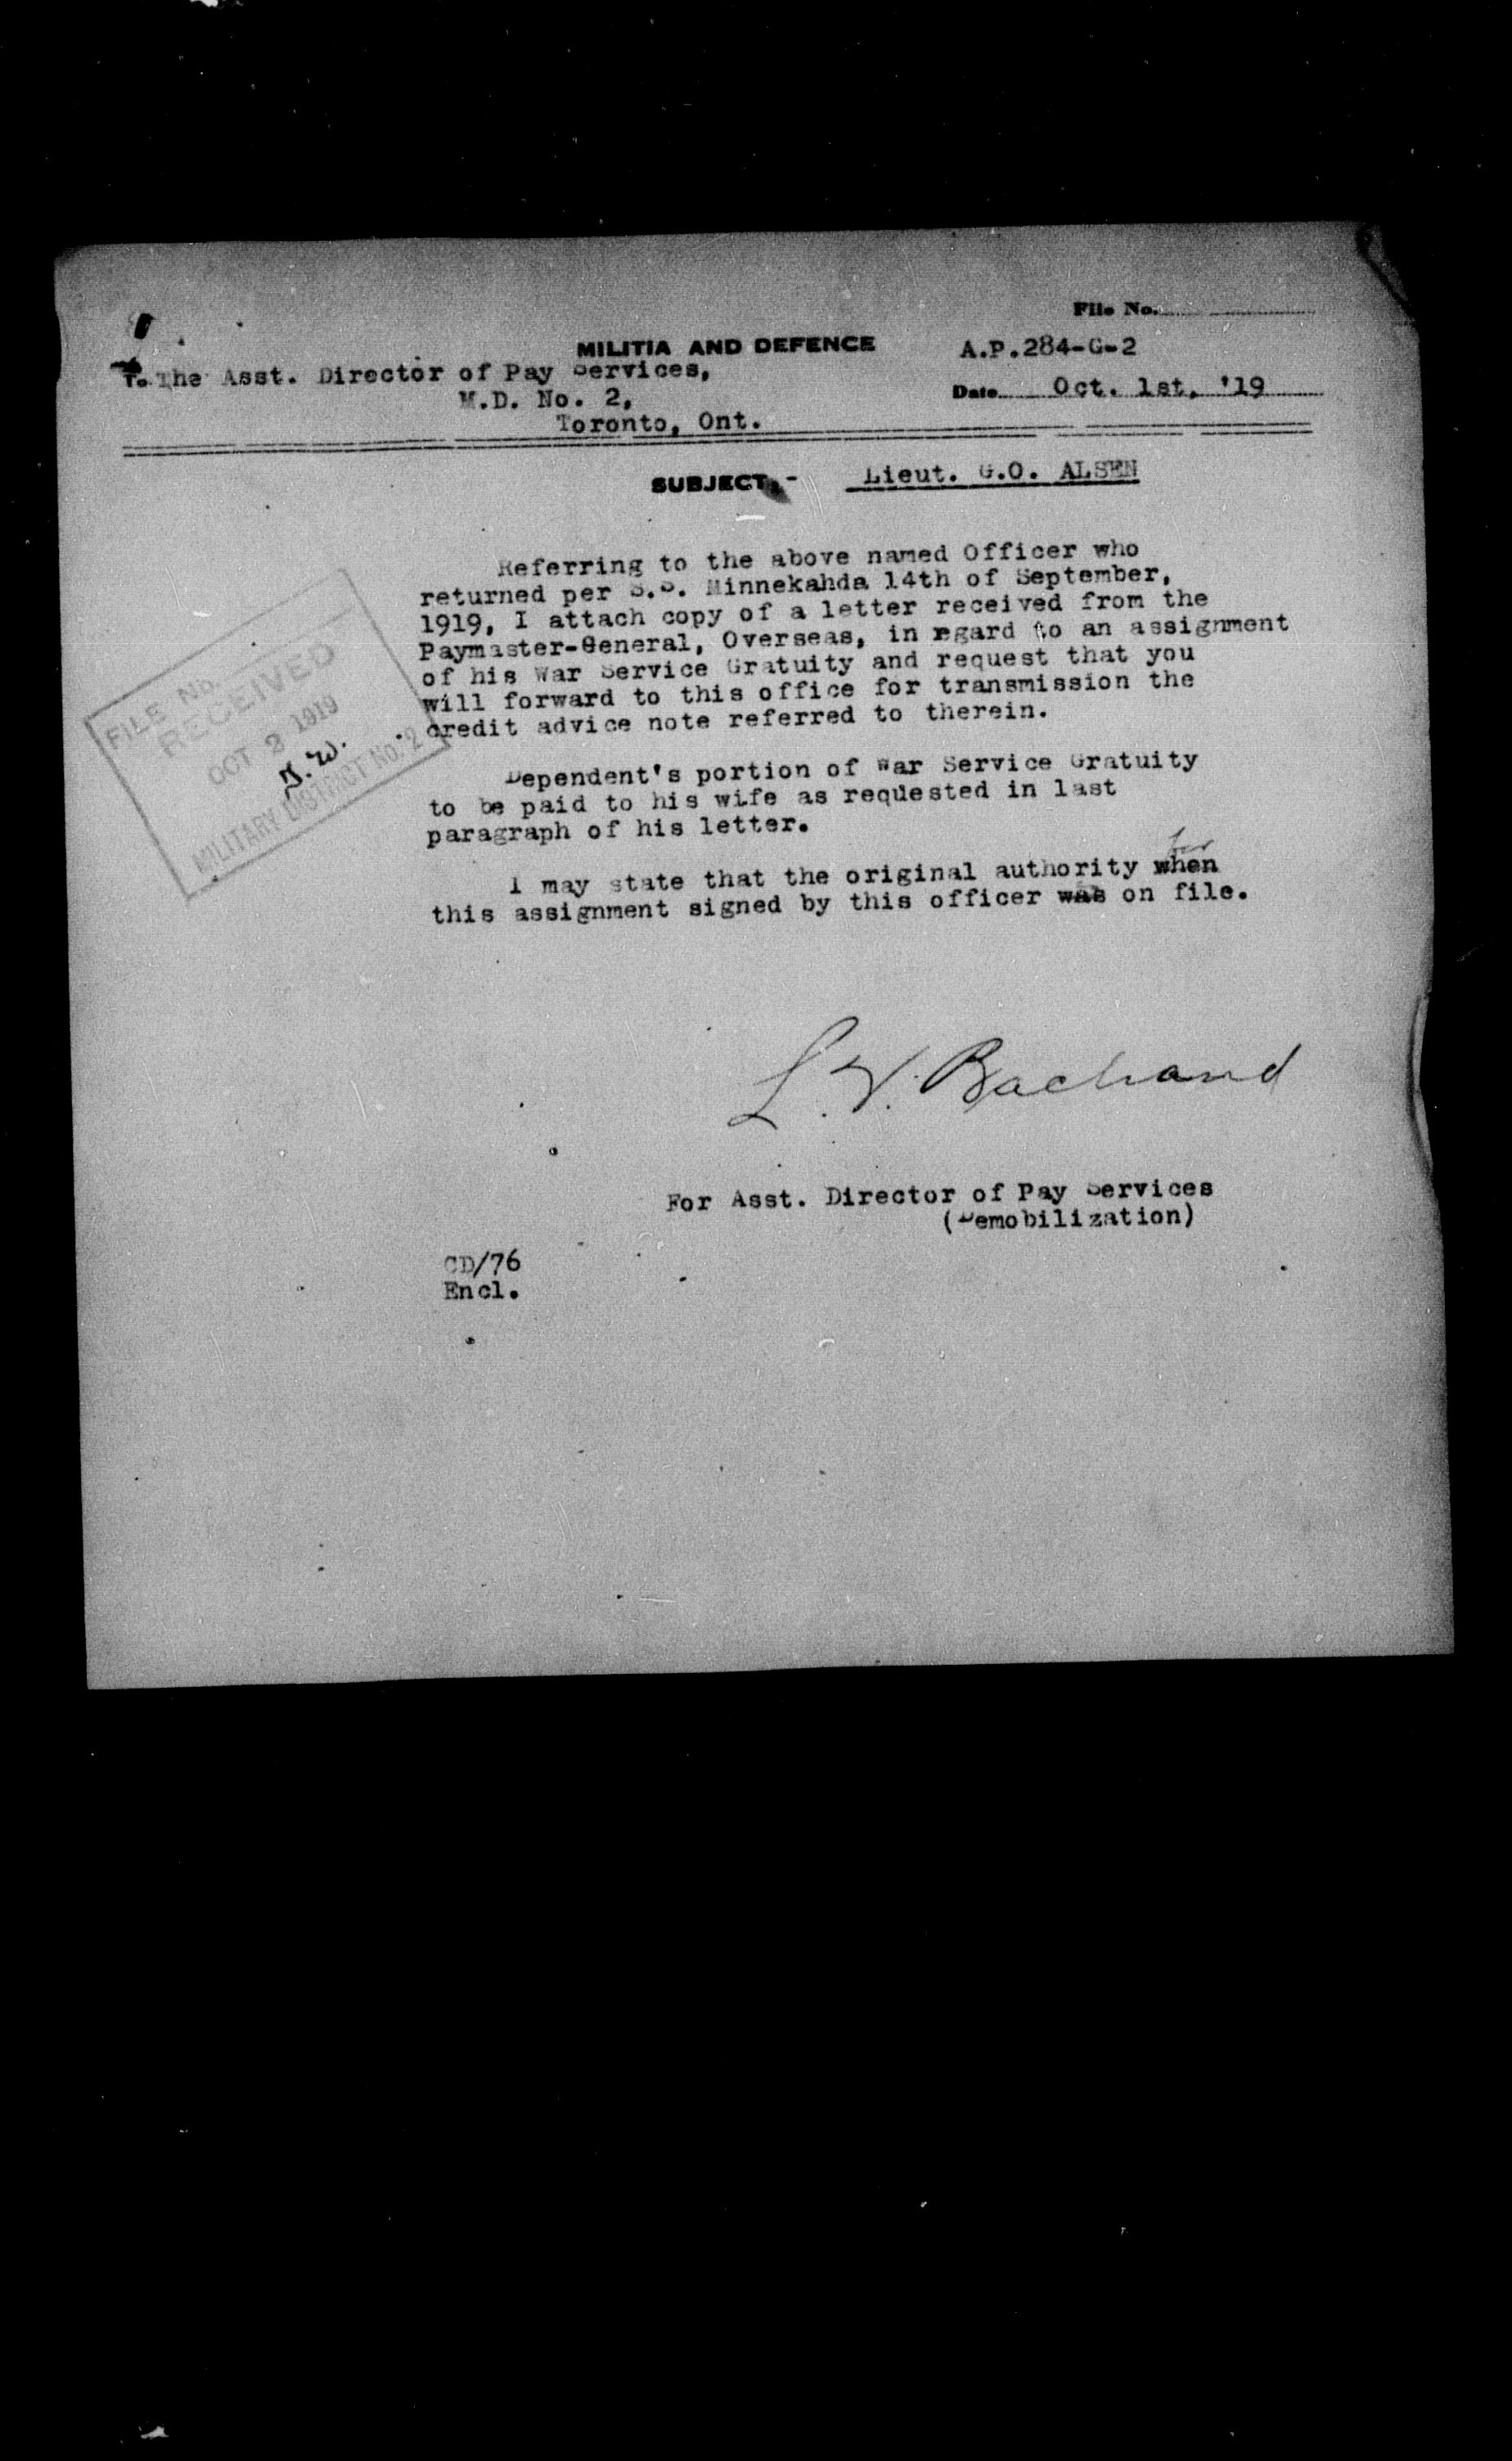 File No.
MILITIA AND DEFENCE
A.P.284-G-2
To The Asst. Director of Pay Services,
Date Oct. 1st, '19
M.D. No. 2,
Toronto, Ont.
SUBJECT.- Lieut. G.O. ALSEN
Referring to the above named Officer who
returned per S.S. Minnekahda 14th of September,
1919, I attach copy of a letter received from the
Paymaster-General, Overseas, in regard to an assignment
of his War Service Gratuity and request that you
will forward to this office for transmission the
credit advice note referred to therein.
FILE No.
RECEIVED
OCT 2 1919
J.W.
MILITARY DISTRICT No. 2
Dependent's portion of War Service Gratuity
to be paid to his wife as requested in last
paragraph of his letter.
for
I may state that the original authority when
this assignment signed by this officer was on file.
L.V. Bachand
For Asst. Director of Pay Services
(Demobilization)
CD/76
Encl.